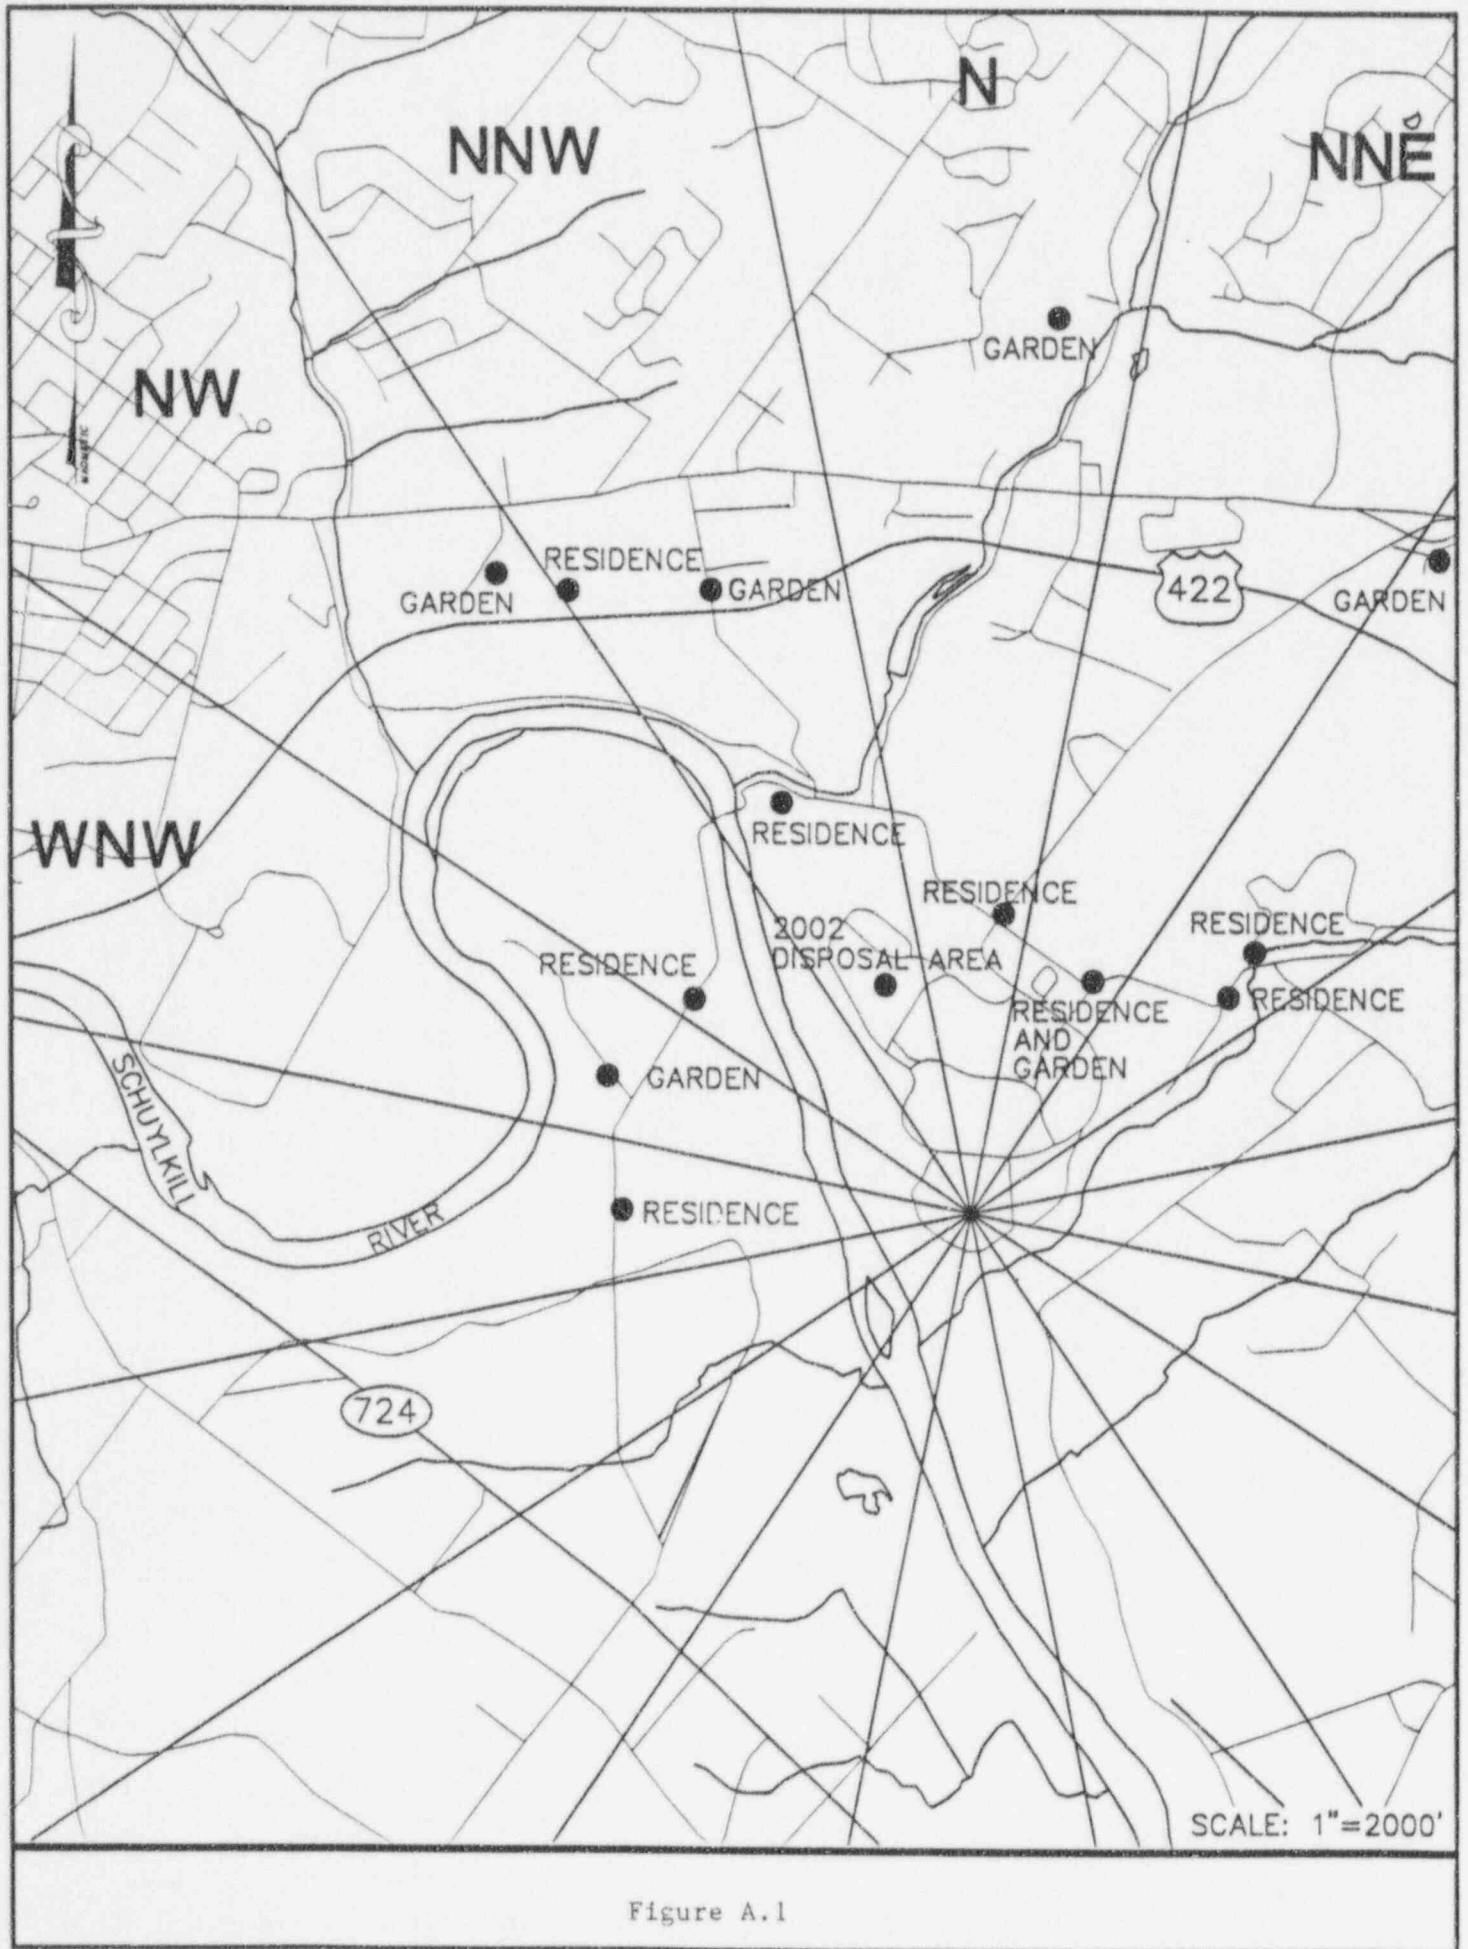 N
NNW
NNE
GARDEN
NW
RESIDENCE
GARDEN
GARDEN
422
GARDEN
WNW
RESIDENCE
RESIDENCE
2002
DISPOSAL AREA
RESIDENCE
RESIDENCE
RESIDENCE
RESIDENCE
AND
GARDEN
GARDEN
SCHUYLKILL
RIVER
RESIDENCE
724
SCALE: 1"=2000'
Figure A.1